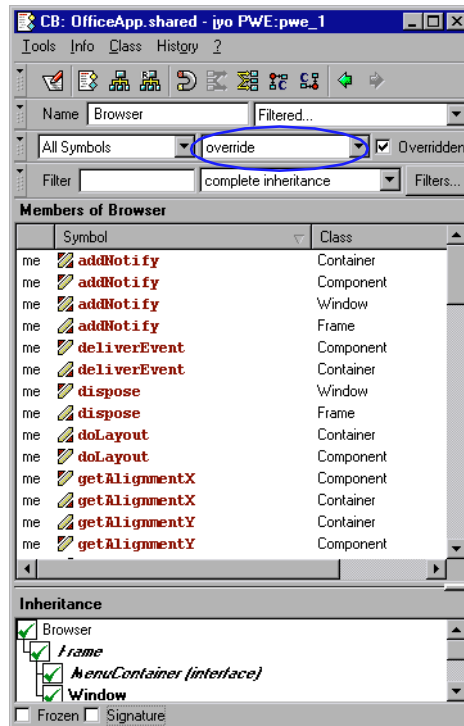 CB: OfficeApp.shared - jyo PWE:pwe_1
Tools Info Class History ?
Name Browser Filtered...
All Symbols override Overridden
Filter complete inheritance Filters...
Members of Browser
Symbol Class
me addNotify Container
me addNotify Component
me addNotify Window
me addNotify Frame
me deliverEvent Component
me deliverEvent Container
me dispose Window
me dispose Frame
me doLayout Container
me doLayout Component
me getAlignmentX Component
me getAlignmentX Container
me getAlignmentY Container
me getAlignmentY Component
Inheritance
Browser
Frame
MenuContainer (interface)
Window
Frozen Signature